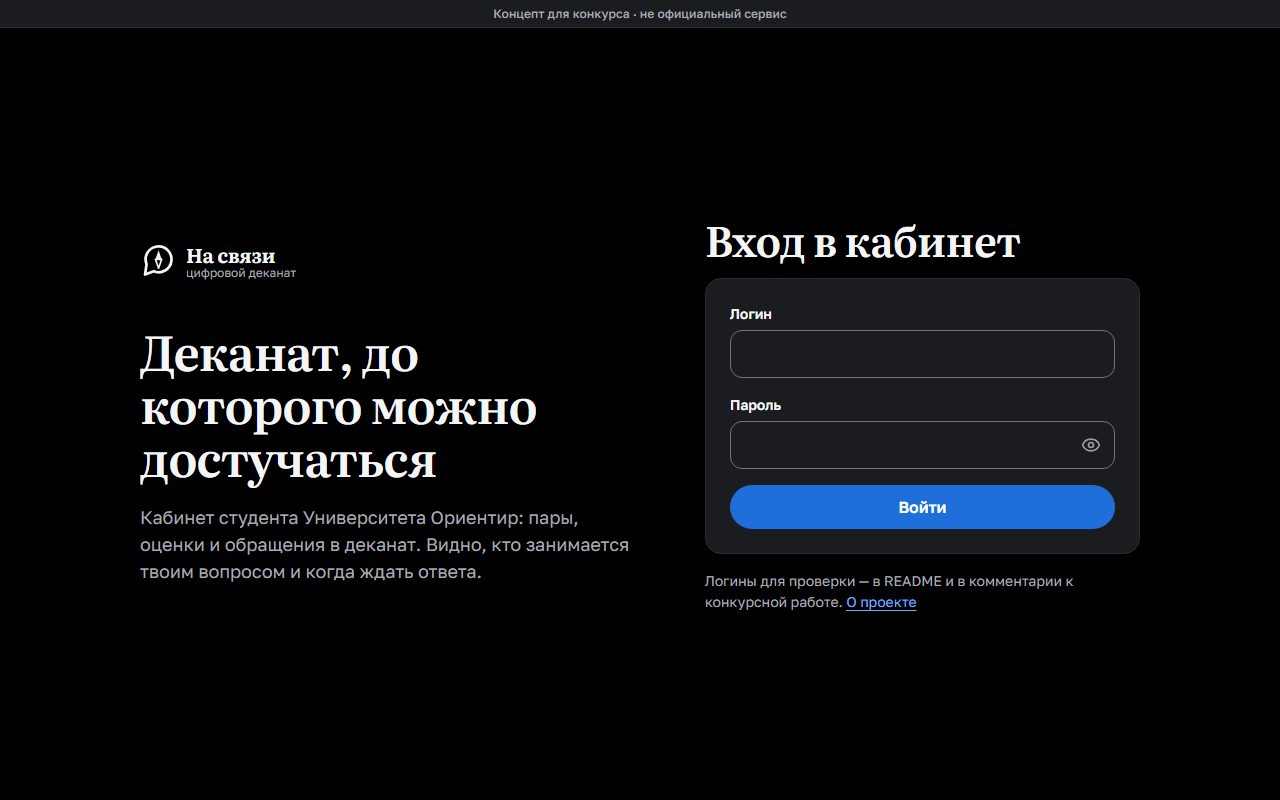 Концепт для конкурса · не официальный сервис
На связи
цифровой деканат
Деканат, до
которого можно
достучаться
Кабинет студента Университета Ориентир: пары,
оценки и обращения в деканат. Видно, кто занимается
твоим вопросом и когда ждать ответа.
Вход в кабинет
Логин
Пароль
Войти
Логины для проверки — в README и в комментарии к
конкурсной работе. О проекте